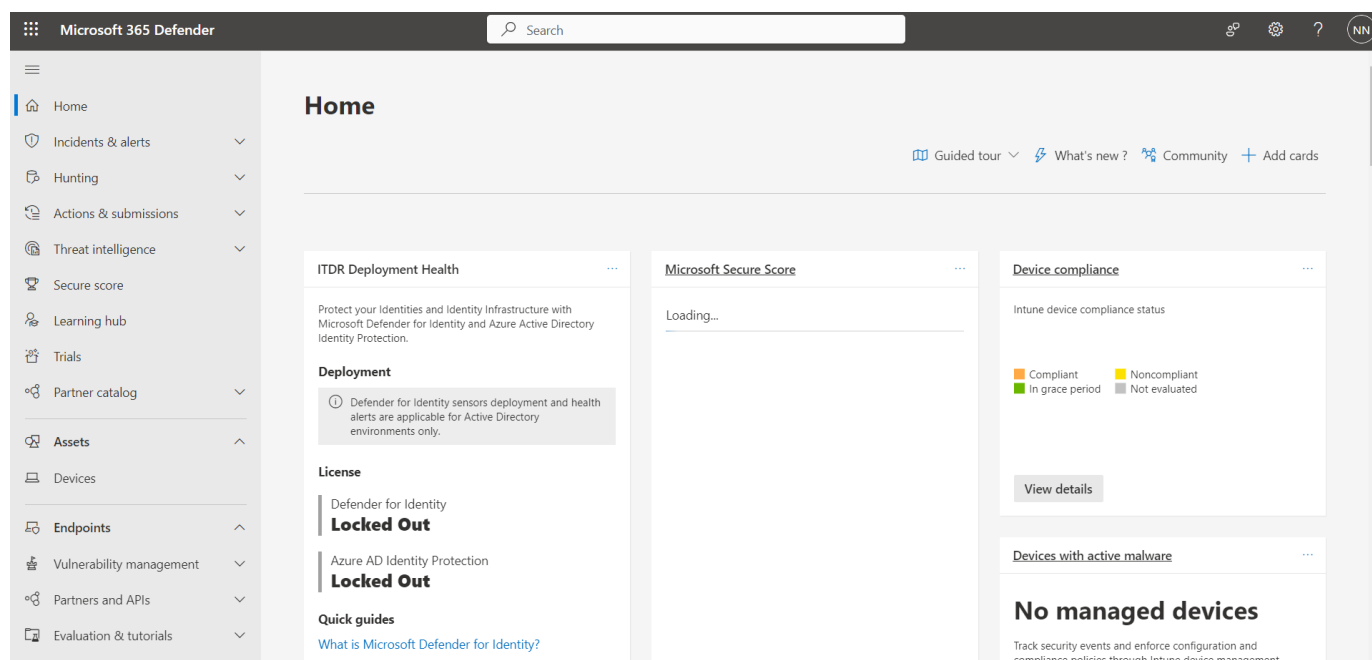 Microsoft 365 Defender
Search
NN
Home
Incidents & alerts
Hunting
Actions & submissions
Threat intelligence
Secure score
Learning hub
Trials
Partner catalog
Assets
Devices
Endpoints
Vulnerability management
Partners and APIs
Evaluation & tutorials
Home
Guided tour
What's new ?
Community
Add cards
ITDR Deployment Health
Protect your Identities and Identity Infrastructure with
Microsoft Defender for Identity and Azure Active Directory
Identity Protection.
Deployment
Defender for Identity sensors deployment and health
alerts are applicable for Active Directory
environments only.
License
Defender for Identity
Locked Out
Azure AD Identity Protection
Locked Out
Quick guides
What is Microsoft Defender for Identity?
Microsoft Secure Score
Loading...
Device compliance
Intune device compliance status
Compliant
Noncompliant
In grace period
Not evaluated
View details
Devices with active malware
No managed devices
Track security events and enforce configuration and
compliance policies through Intune device management